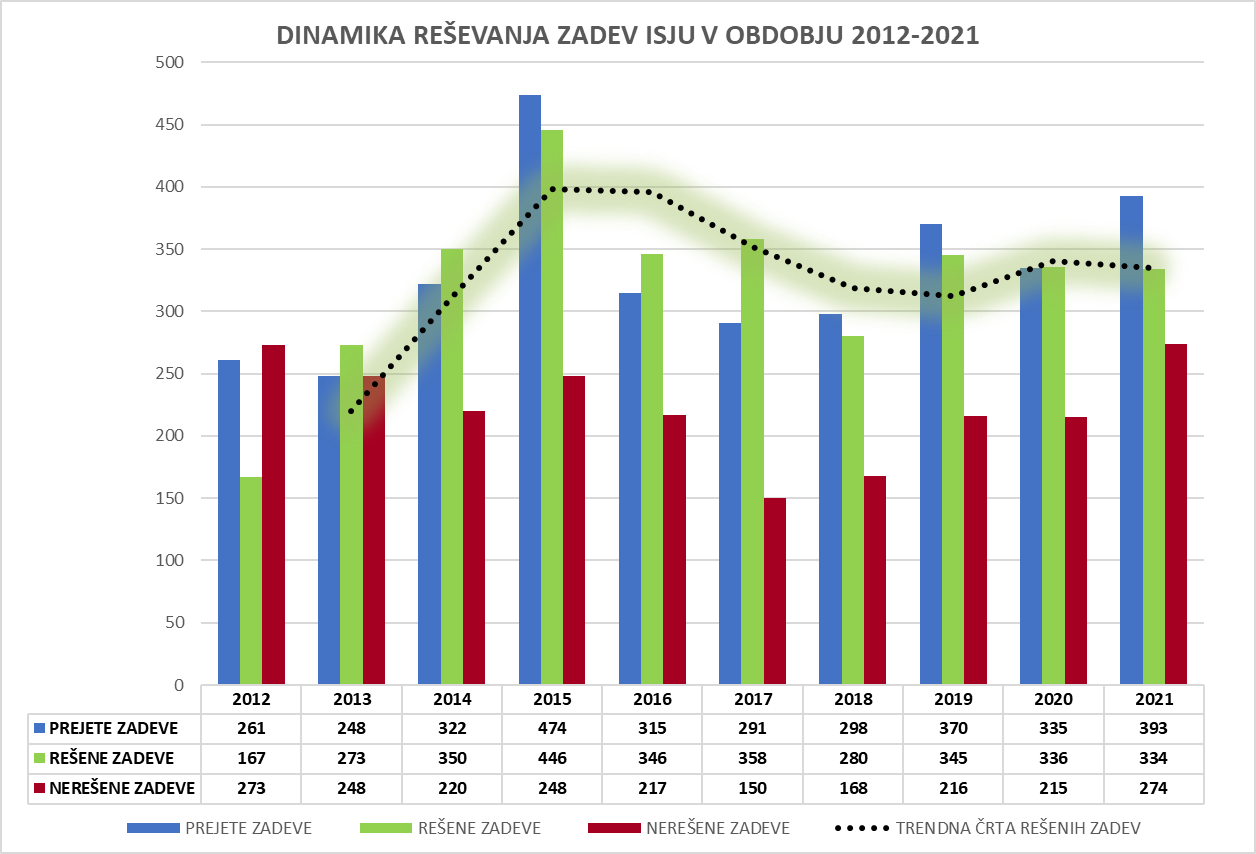 DINAMIKA REŠEVANJA ZADEV ISJU V OBDOBJU 2012-2021
500
450
400
350
300
250
200
150
100
50
0
2012 2013 2014 2015 2016 2017 2018 2019 2020 2021
PREJETE ZADEVE 261 248 322 474 315 291 298 370 335 393
REŠENE ZADEVE 167 273 350 446 346 358 280 345 336 334
NEREŠENE ZADEVE 273 248 220 248 217 150 168 216 215 274
PREJETE ZADEVE REŠENE ZADEVE NEREŠENE ZADEVE TRENDNA ČRTA REŠENIH ZADEV